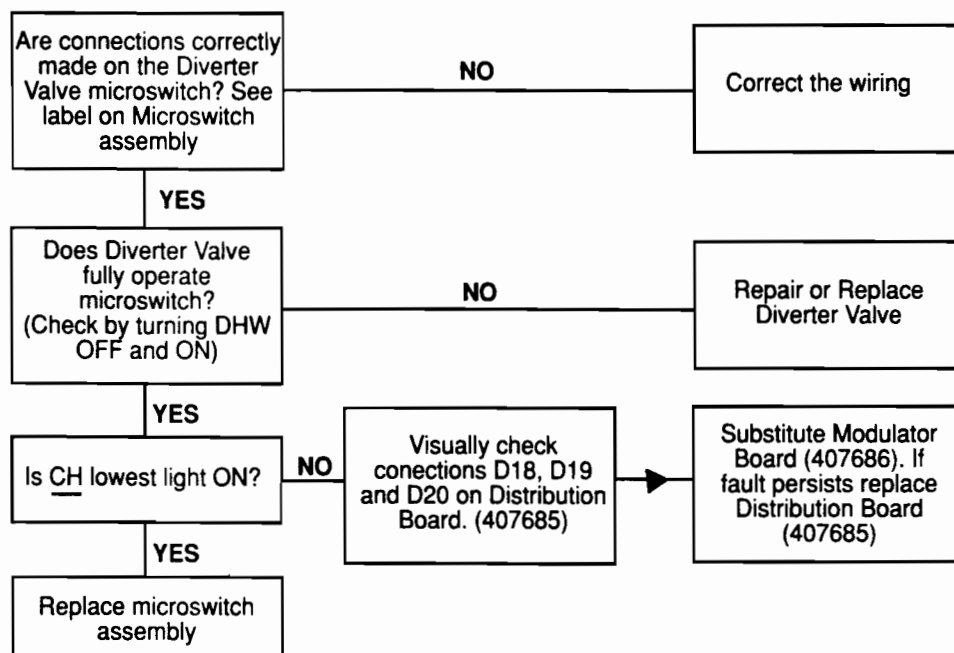 Are connections correctly
made on the Diverter
Valve microswitch? See
label on Microswitch
assembly
NO
Correct the wiring
YES
Does Diverter Valve
fully operate
microswitch?
(Check by turning DHW
OFF and ON)
NO
Repair or Replace
Diverter Valve
YES
Is CH lowest light ON?
NO
Visually check
conections D18, D19
and D20 on Distribution
Board. (407685)
Substitute Modulator
Board (407686). If
fault persists replace
Distribution Board
(407685)
YES
Replace microswitch
assembly